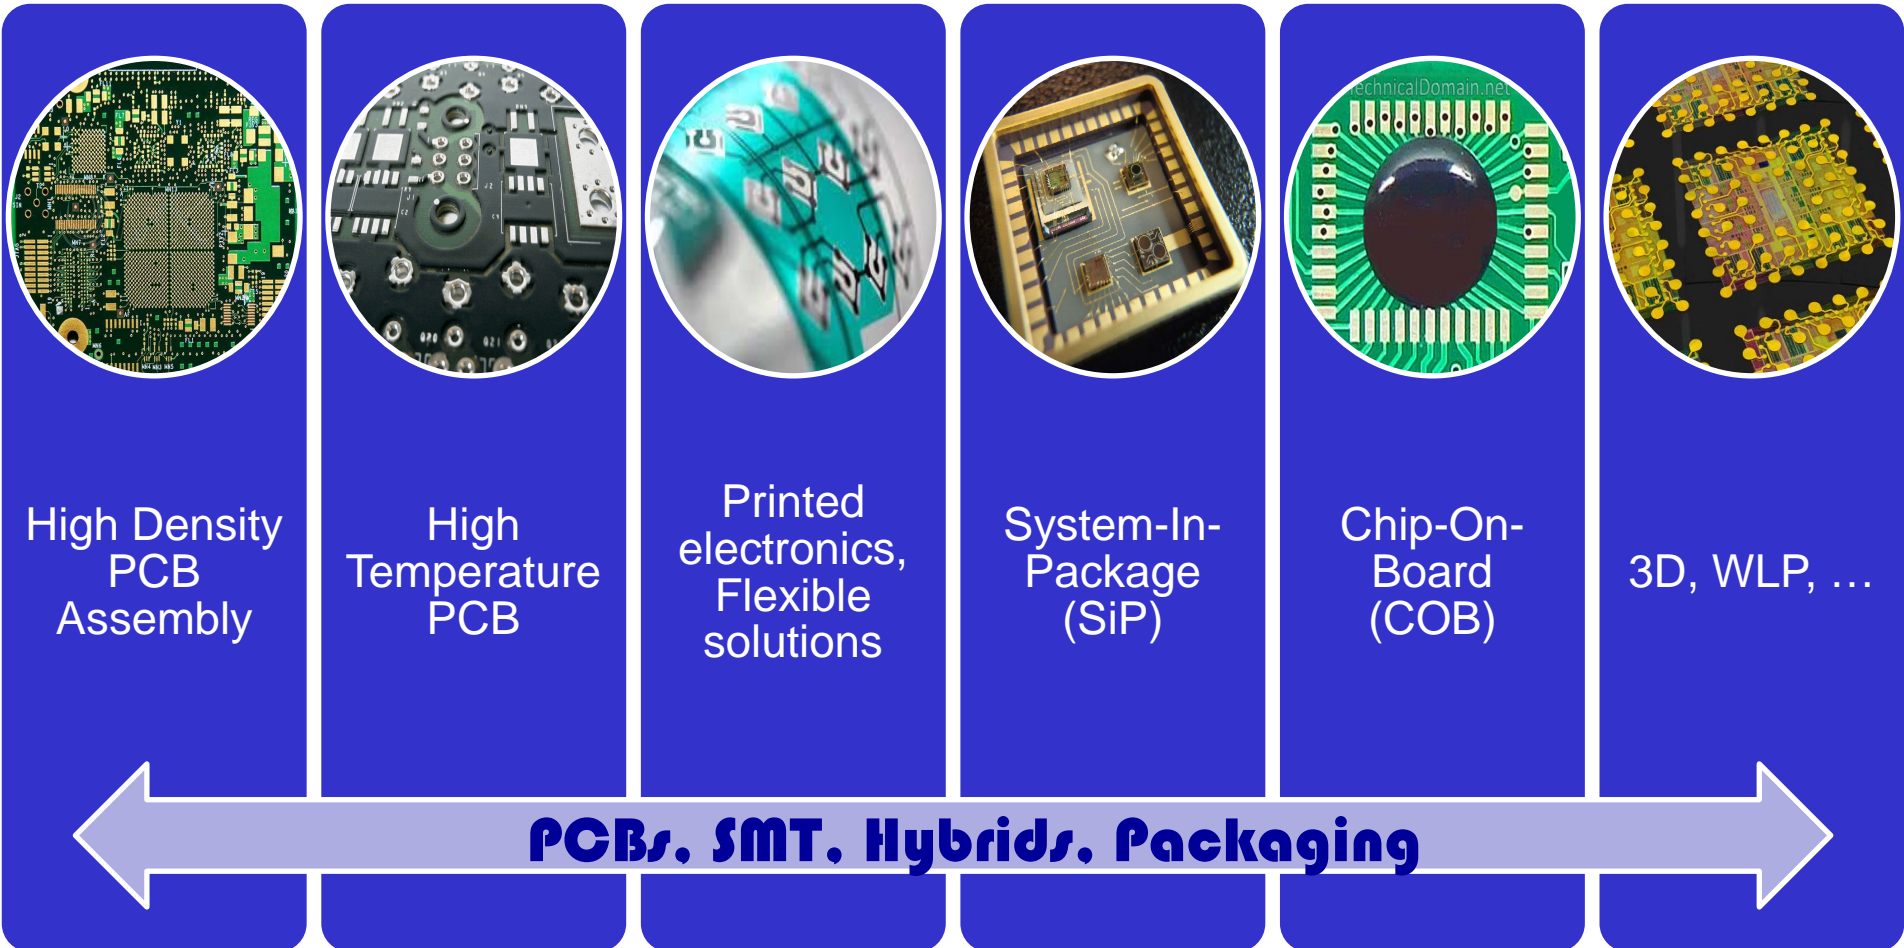 TechnicalDomain.net
High Density
PCB
Assembly
High
Temperature
PCB
Printed
electronics,
Flexible
solutions
System-In-
Package
(SiP)
Chip-On-
Board
(COB)
3D, WLP, …
PCBs, SMT, Hybrids, Packaging